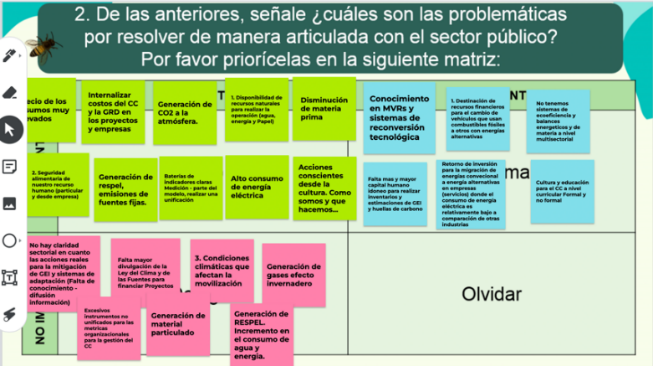 2. De las anteriores, señale ¿cuáles son las problemáticas
por resolver de manera articulada con el sector público?
Por favor priorícelas en la siguiente matriz:
ecio de los
umos muy
vados
Internalizar
costos del CC
y la GRD en
los proyectos
y empresas
Generación de
CO2 a la
atmósfera.
1. Disponibilidad de
recursos naturales
para realizar la
operación (agua,
energía y Papel)
Disminución
de materia
prima
Conocimiento
en MVRs y
sistemas de
reconversión
tecnológica
1. Destinación de
recursos financieros
para el cambio de
vehículos que usan
combustibles fósiles
a otros con energías
alternativas
No tenemos
sistemas de
ecoeficiencia y
balances
energeticos y de
materia a nivel
multisectorial
2. Seguridad
alimentaria de
nuestro recurso
humano (particular
y desde empresa)
Generación de
respel,
emisiones de
fuentes fijas.
Baterías de
indicadores claros
Medición - parte del
modelo, realizar una
unificación
Alto consumo
de energía
eléctrica
Acciones
conscientes
desde la
cultura. Como
somos y que
hacemos...
Falta mas y mayor
capital humano
idoneo para realizar
inventarios y
estimaciones de GEI
y huellas de carbono
Retorno de inversión
para la migración de
energías convecional
a energía alternativas
en empresas
(servicios) donde el
consumo de energía
eléctrica es
relativamente bajo a
comparación de otras
industrias
ma
Cultura y educación
para el CC a nivel
curricular Formal y
no formal
No hay claridad
sectorial en cuanto
las acciones reales
para la mitigación
de GEI y sistemas de
adaptación (Falta de
conocimiento -
difusión
información)
Falta mayor
divulgación de la
Ley del Clima y de
las Fuentes para
financiar Proyectos
3. Condiciones
climáticas que
afectan la
movilización
Generación de
gases efecto
invernadero
Excesivos
instrumentos no
unificados para las
metricas
organizacionales
para la gestión del
CC
Generación de
material
particulado
Generación de
RESPEL.
Incremento en
el consumo de
agua y
energía.
Olvidar
NO IM